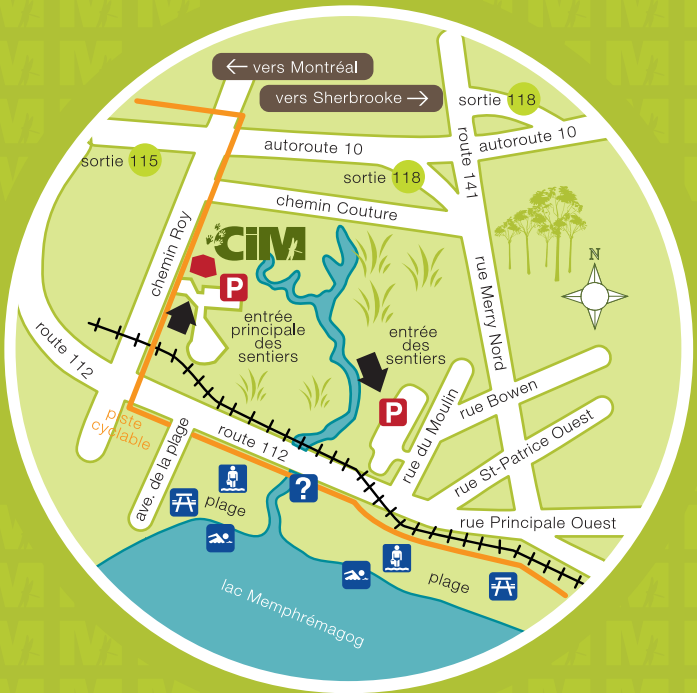 ← vers Montréal
vers Sherbrooke →
sortie 118
autoroute 10
autoroute 10
route 141
sortie 115
sortie 118
chemin Couture
chemin Roy
CiM
P
N
entrée
principale
des
sentiers
entrée
des
sentiers
rue Merry Nord
route 112
P
rue Bowen
rue du Moulin
piste
cyclable
route 112
rue St-Patrice Ouest
ave. de la plage
?
rue Principale Ouest
plage
plage
lac Memphrémagog